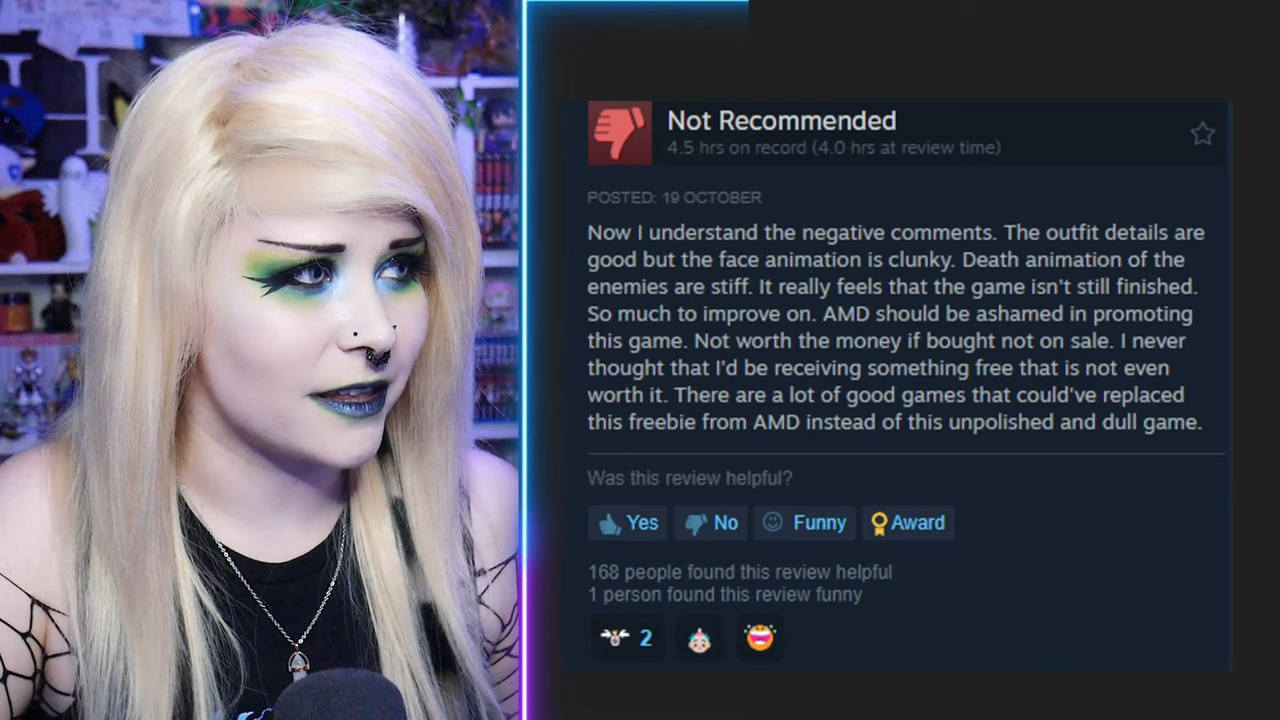 Not Recommended
4.5 hrs on record (4.0 hrs at review time)
POSTED: 19 OCTOBER
Now I understand the negative comments. The outfit details are
good but the face animation is clunky. Death animation of the
enemies are stiff. It really feels that the game isn't still finished.
So much to improve on. AMD should be ashamed in promoting
this game. Not worth the money if bought not on sale. I never
thought that I'd be receiving something free that is not even
worth it. There are a lot of good games that could've replaced
this freebie from AMD instead of this unpolished and dull game.
Was this review helpful?
Yes No Funny Award
168 people found this review helpful
1 person found this review funny
2